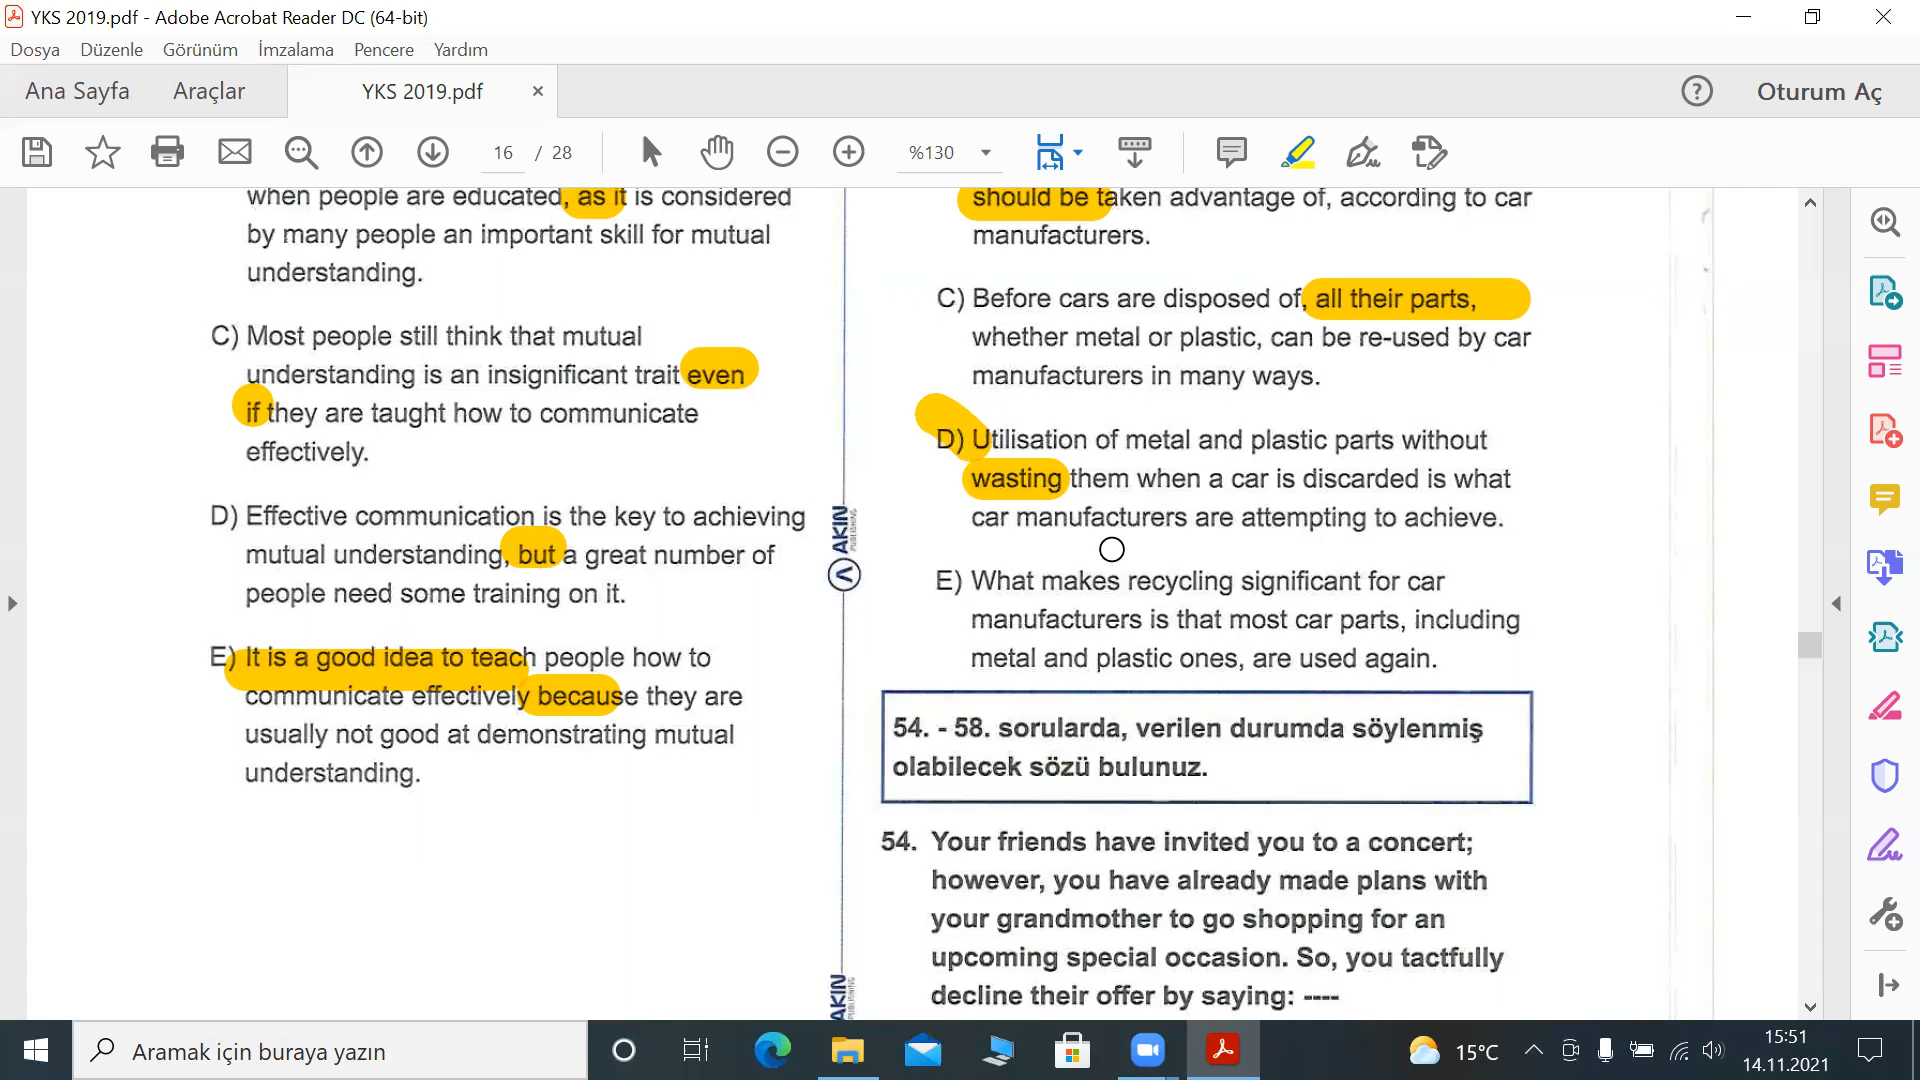 YKS 2019.pdf - Adobe Acrobat Reader DC (64-bit)
Dosya Düzenle Görünüm İmzalama Pencere Yardım
Ana Sayfa Araçlar YKS 2019.pdf × ? Oturum Aç
16 / 28 %130
when people are educated, as it is considered
by many people an important skill for mutual
understanding.
C) Most people still think that mutual
understanding is an insignificant trait even
if they are taught how to communicate
effectively.
D) Effective communication is the key to achieving
mutual understanding, but a great number of
people need some training on it.
E) It is a good idea to teach people how to
communicate effectively because they are
usually not good at demonstrating mutual
understanding.
AKIN
PUBLISHING
AKIN
PUBLISHING
should be taken advantage of, according to car
manufacturers.
C) Before cars are disposed of, all their parts,
whether metal or plastic, can be re-used by car
manufacturers in many ways.
D) Utilisation of metal and plastic parts without
wasting them when a car is discarded is what
car manufacturers are attempting to achieve.
E) What makes recycling significant for car
manufacturers is that most car parts, including
metal and plastic ones, are used again.
54. - 58. sorularda, verilen durumda söylenmiş
olabilecek sözü bulunuz.
54. Your friends have invited you to a concert;
however, you have already made plans with
your grandmother to go shopping for an
upcoming special occasion. So, you tactfully
decline their offer by saying: ----
Aramak için buraya yazın
15°C
15:51
14.11.2021